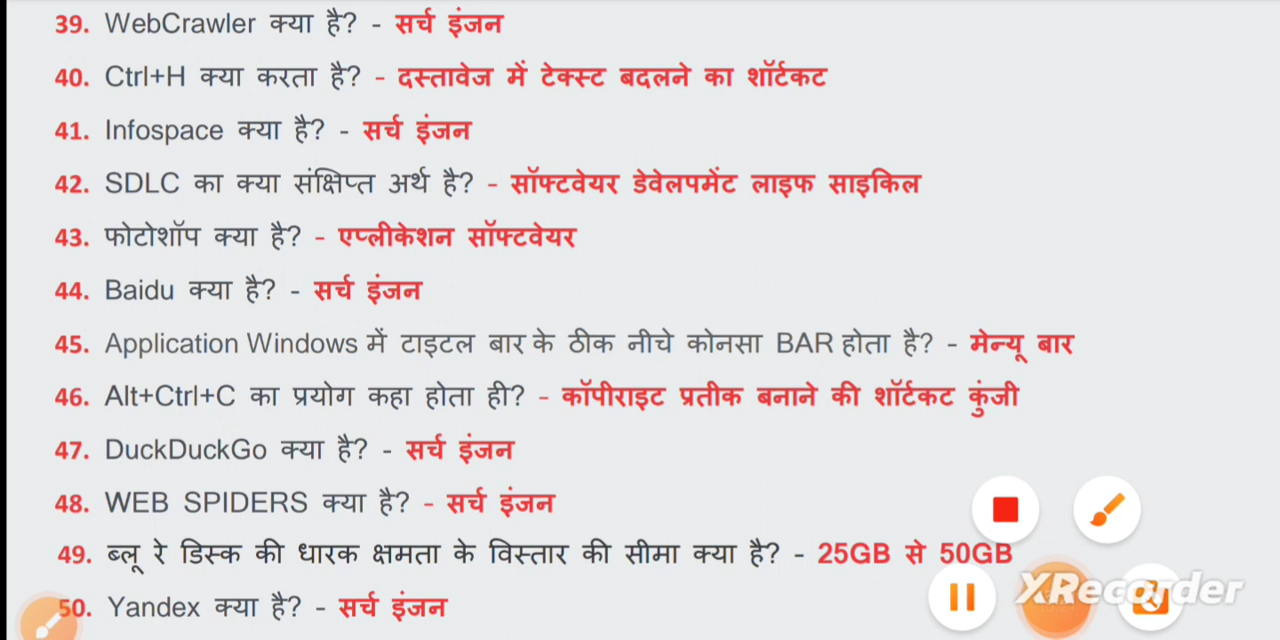 39. WebCrawler क्या है? - सर्च इंजन
40. Ctrl+H क्या करता है? - दस्तावेज में टेक्स्ट बदलने का शॉर्टकट
41. Infospace क्या है? - सर्च इंजन
42. SDLC का क्या संक्षिप्त अर्थ है? - सॉफ्टवेयर डेवेलपमेंट लाइफ साइकिल
43. फोटोशॉप क्या है? - एप्लीकेशन सॉफ्टवेयर
44. Baidu क्या है? - सर्च इंजन
45. Application Windows में टाइटल बार के ठीक नीचे कोनसा BAR होता है? - मेन्यू बार
46. Alt+Ctrl+C का प्रयोग कहा होता ही? - कॉपीराइट प्रतीक बनाने की शॉर्टकट कुंजी
47. DuckDuckGo क्या है? - सर्च इंजन
48. WEB SPIDERS क्या है? - सर्च इंजन
49. ब्लू रे डिस्क की धारक क्षमता के विस्तार की सीमा क्या है? - 25GB से 50GB
XRecorder
50. Yandex क्या है? - सर्च इंजन